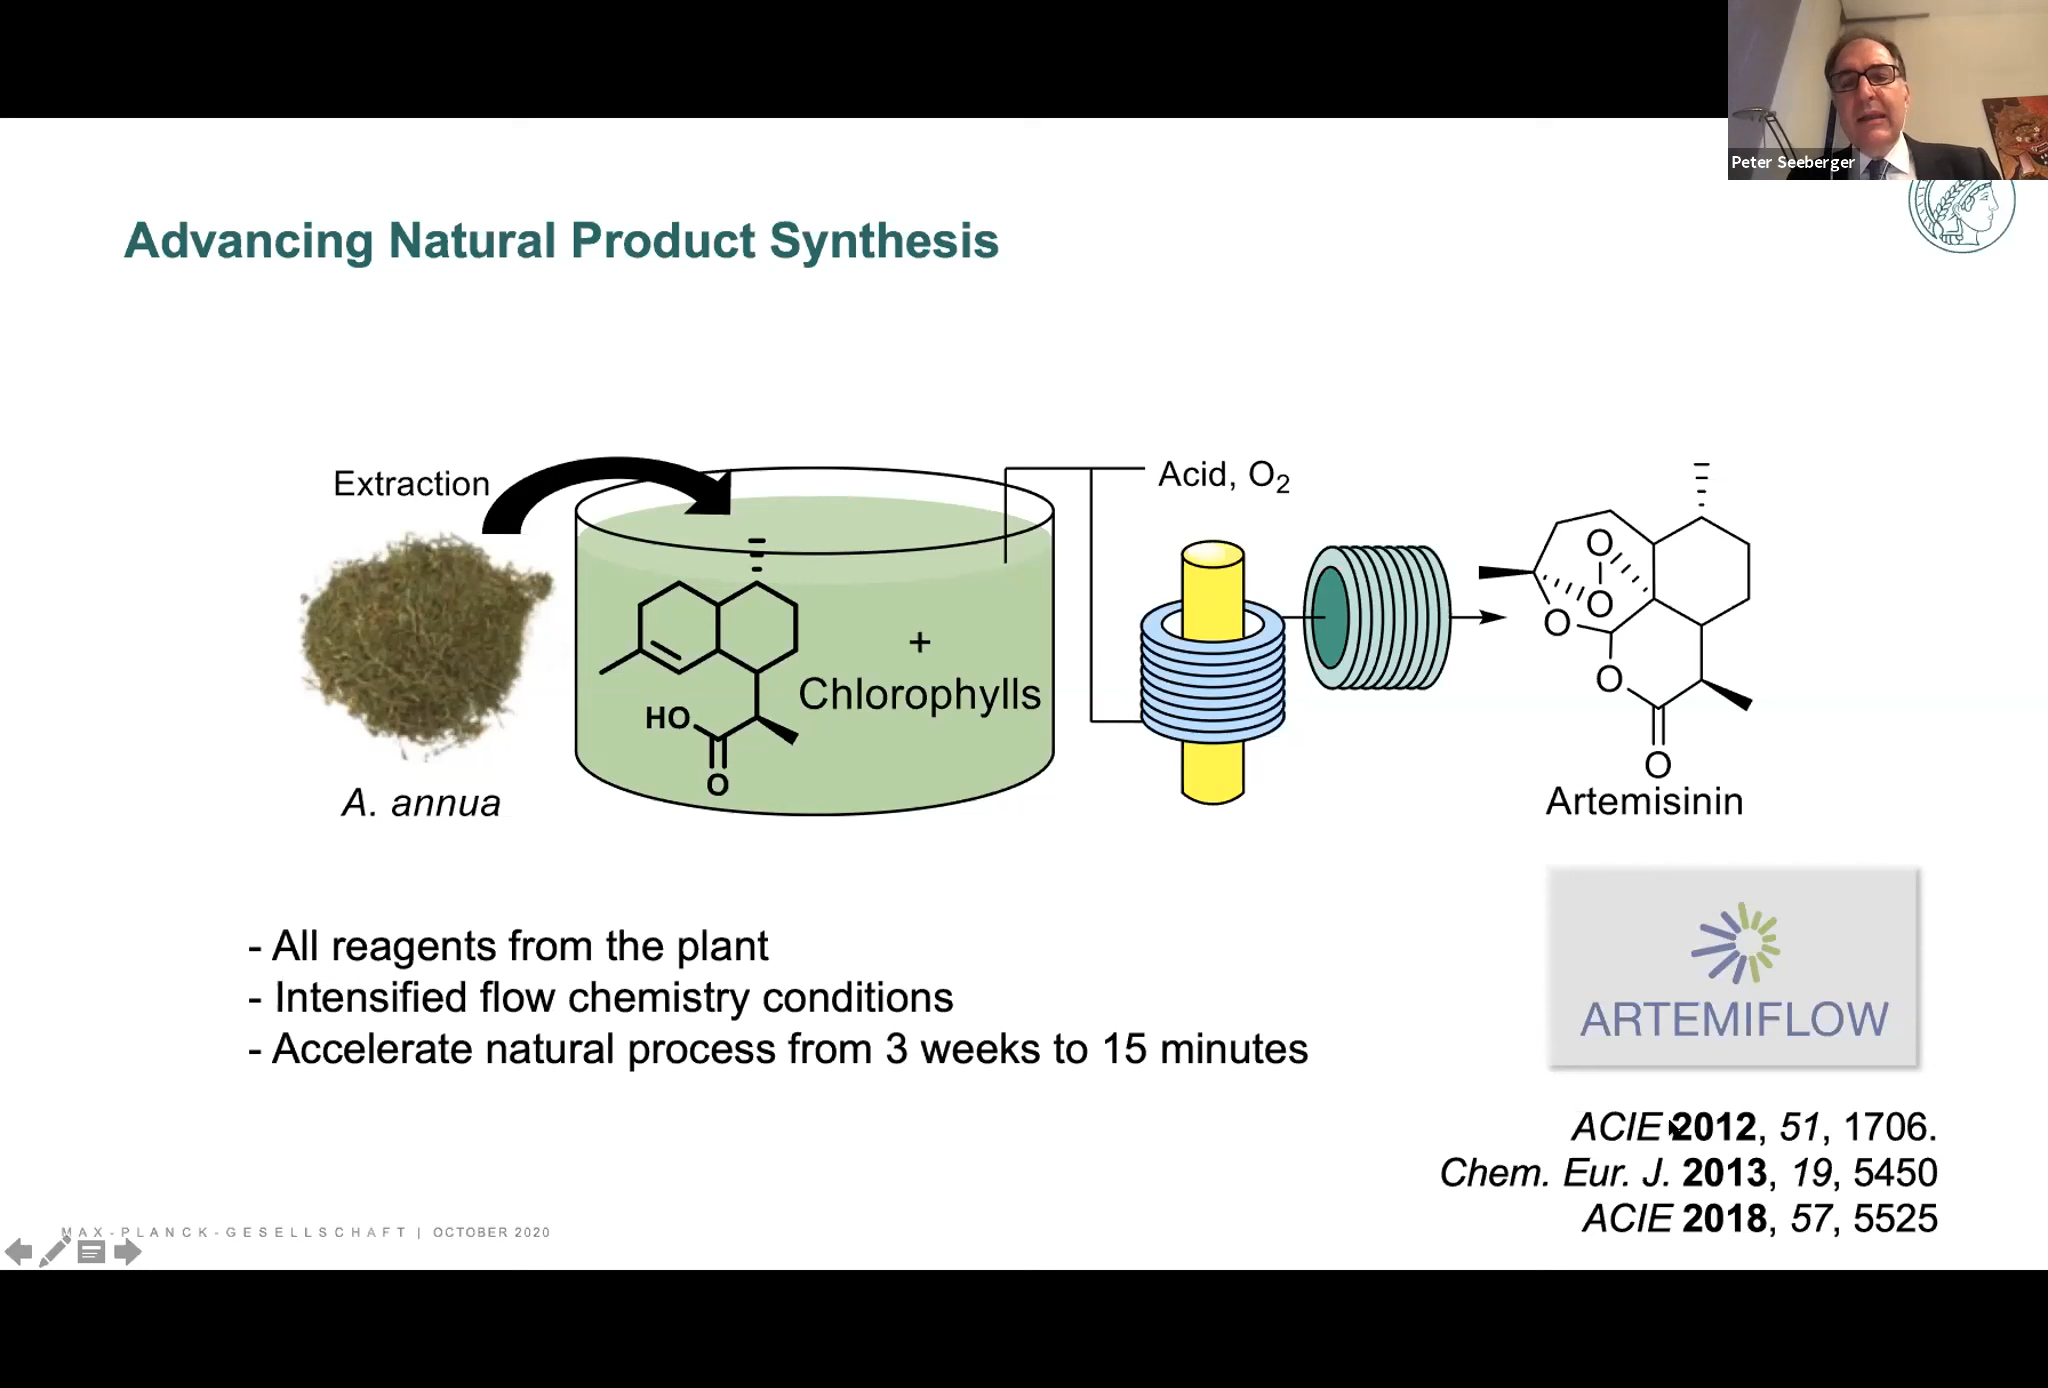 Peter Seeberger
Advancing Natural Product Synthesis
Extraction
Acid, O2
A. annua
+
Chlorophylls
HO
O
O
O
O
O
O
Artemisinin
- All reagents from the plant
- Intensified flow chemistry conditions
- Accelerate natural process from 3 weeks to 15 minutes
ARTEMIFLOW
ACIE 2012, 51, 1706.
Chem. Eur. J. 2013, 19, 5450
ACIE 2018, 57, 5525
MAX-PLANCK-GESELLSCHAFT | OCTOBER 2020